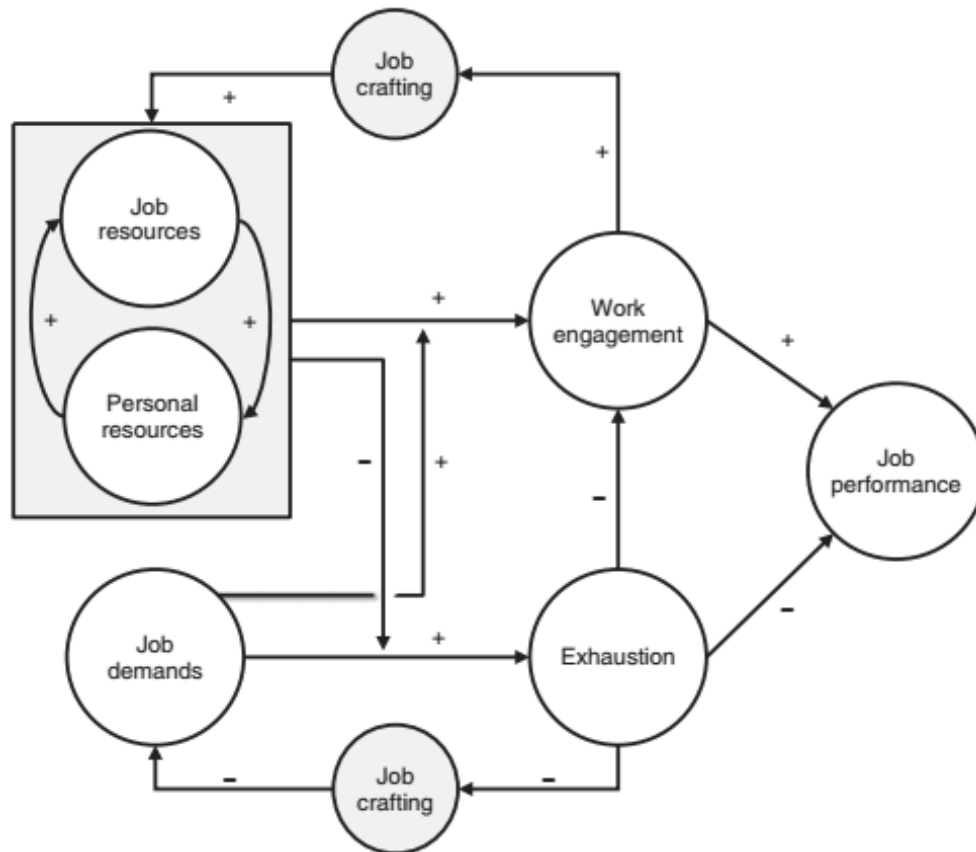 Job
crafting
+
+
Job
resources
+
+
+
Work
engagement
+
Personal
resources
–
+
Job
performance
–
–
Job
demands
+
Exhaustion
–
Job
crafting
–